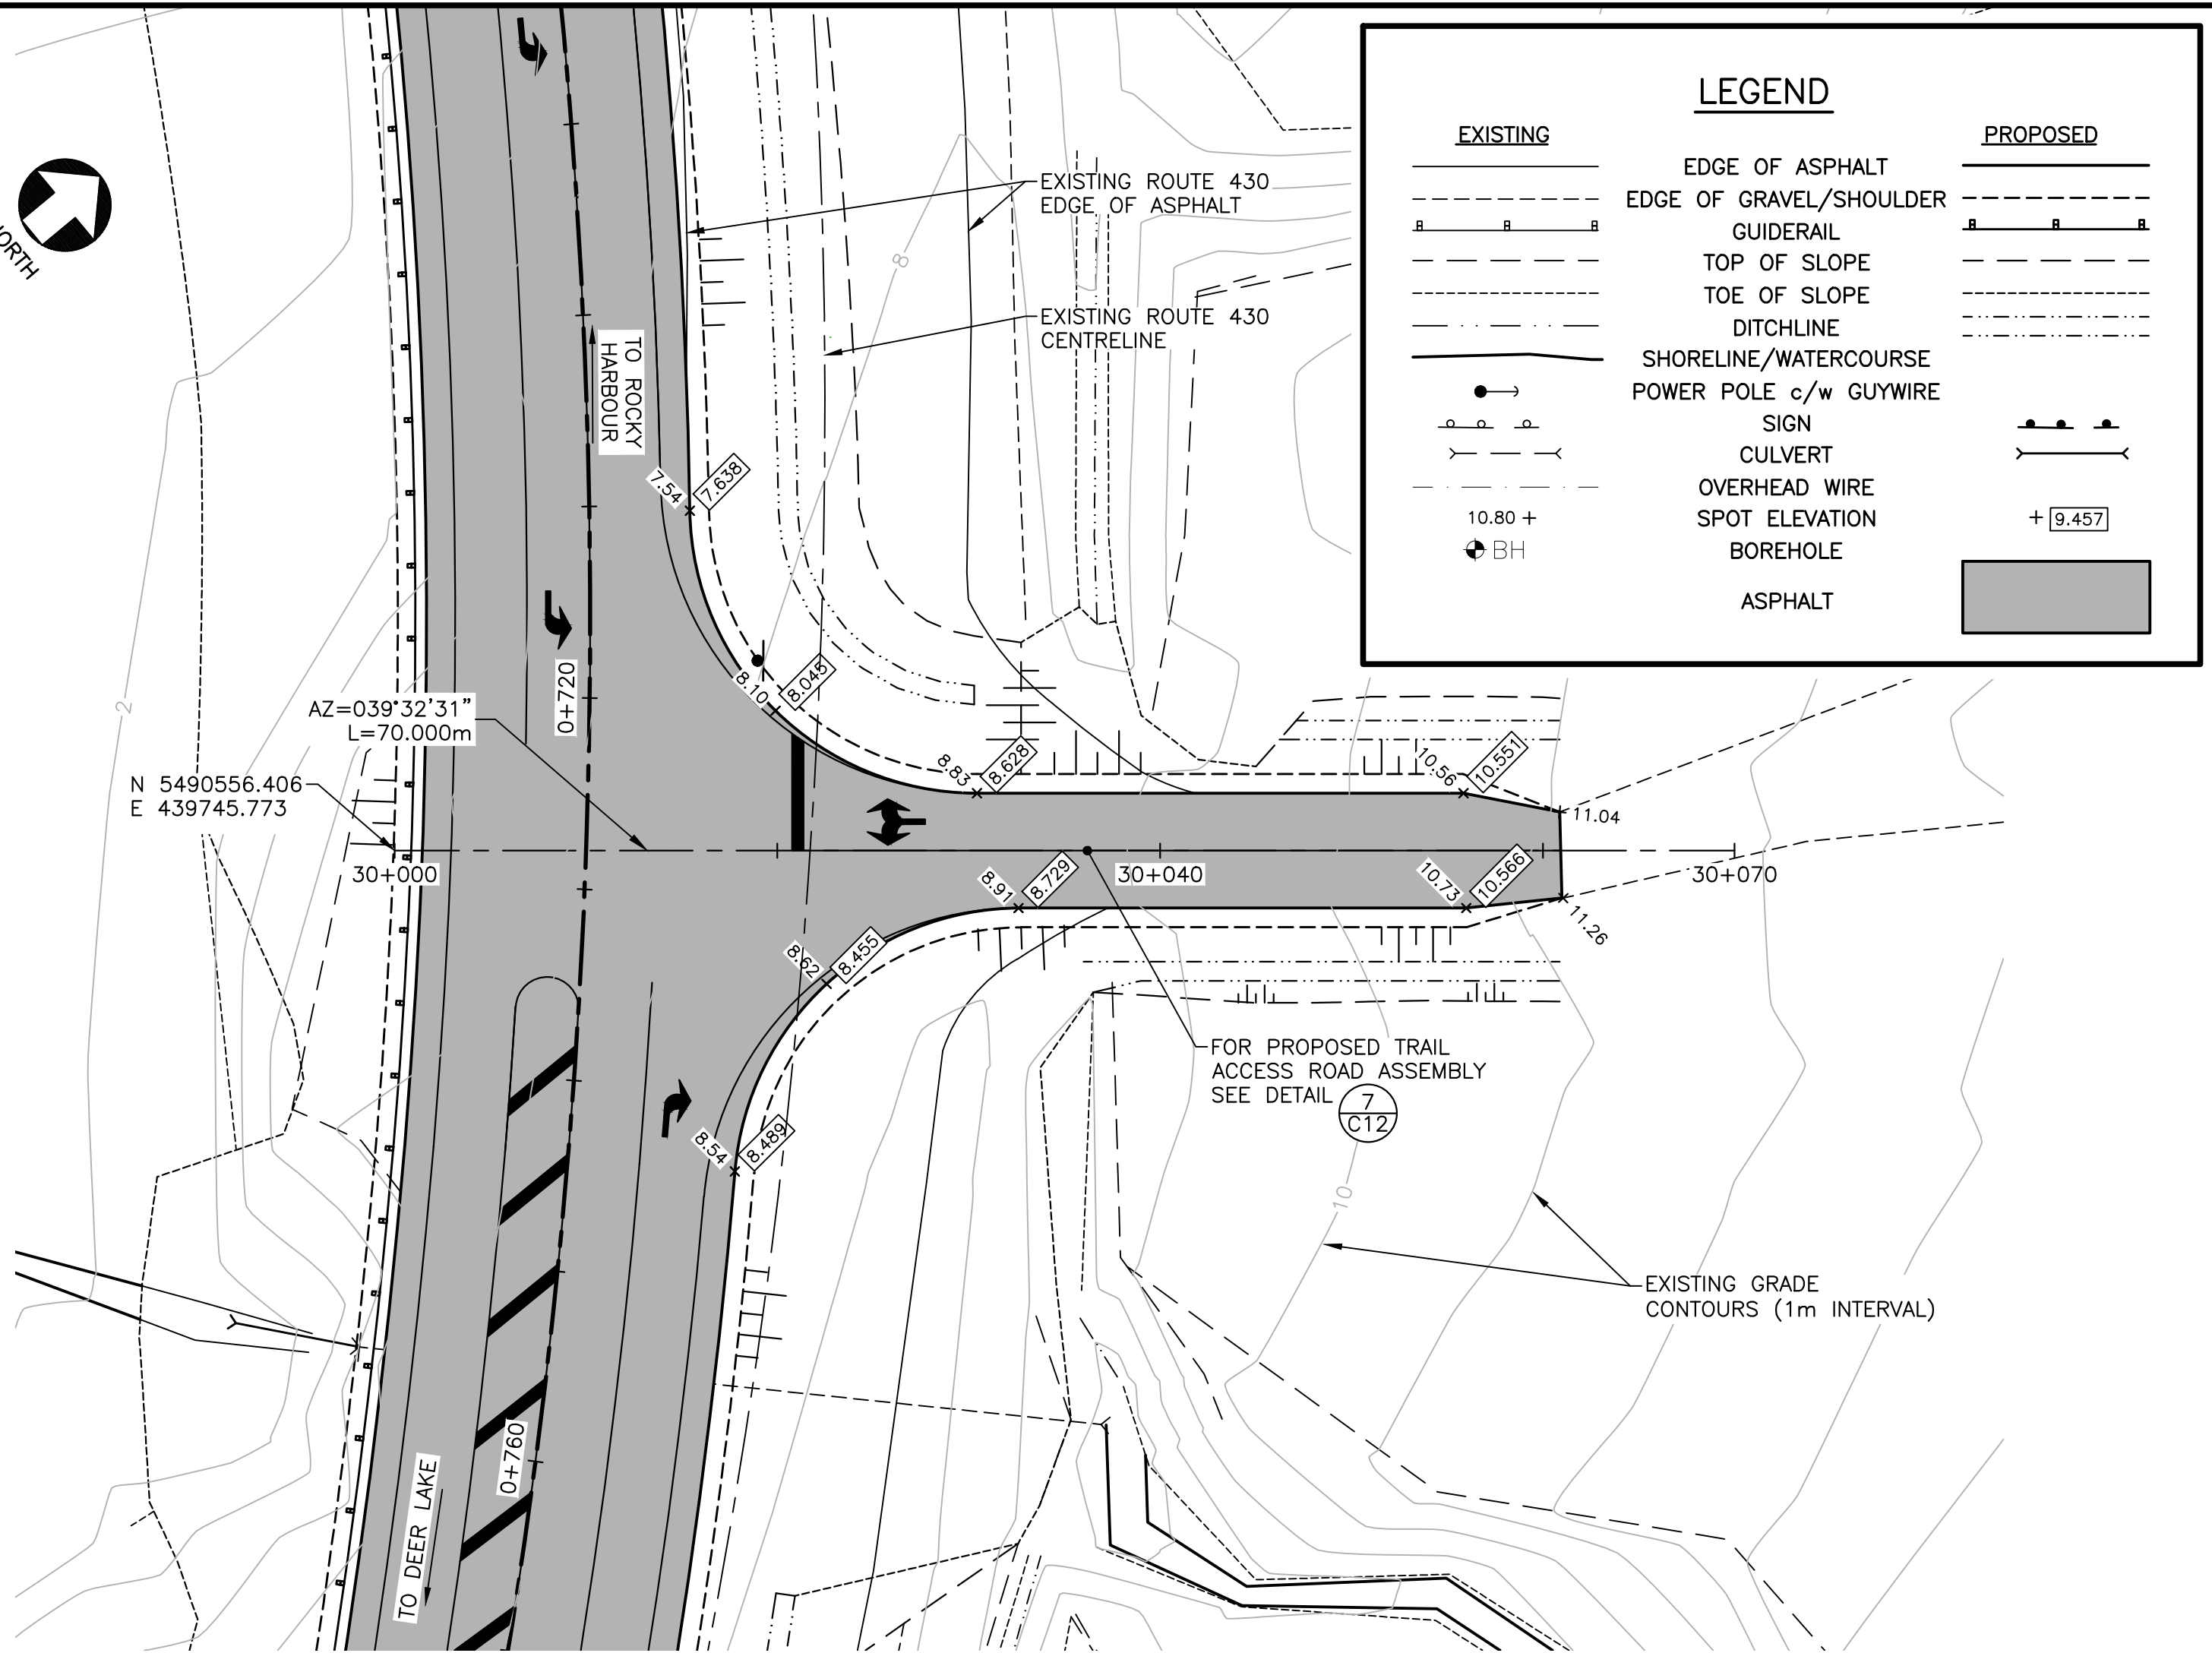 LEGEND
EXISTING
PROPOSED
EDGE OF ASPHALT
EDGE OF GRAVEL/SHOULDER
GUIDERAIL
TOP OF SLOPE
TOE OF SLOPE
DITCHLINE
SHORELINE/WATERCOURSE
POWER POLE c/w GUYWIRE
SIGN
CULVERT
OVERHEAD WIRE
10.80 + SPOT ELEVATION + 9.457
BH BOREHOLE
ASPHALT
EXISTING ROUTE 430
EDGE OF ASPHALT
8
EXISTING ROUTE 430
CENTRELINE
TO ROCKY
HARBOUR
7.54
7.638
8.10
8.045
0+720
2
AZ=039°32'31"
L=70.000m
N 5490556.406
E 439745.773
8.83
8.628
10.56
10.551
11.04
30+000
30+040
30+070
8.91
8.729
10.73
10.566
11.26
8.62
8.455
8.54
8.489
FOR PROPOSED TRAIL
ACCESS ROAD ASSEMBLY
SEE DETAIL
7
C12
10
EXISTING GRADE
CONTOURS (1m INTERVAL)
0+760
TO DEER LAKE